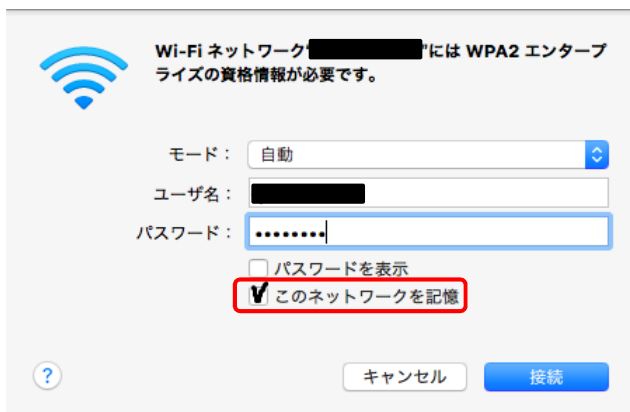 Wi-Fi ネットワーク“ ”には WPA2 エンタープ
ライズの資格情報が必要です。
モード： 自動
ユーザ名：
パスワード： ••••••••
パスワードを表示
このネットワークを記憶
? キャンセル 接続